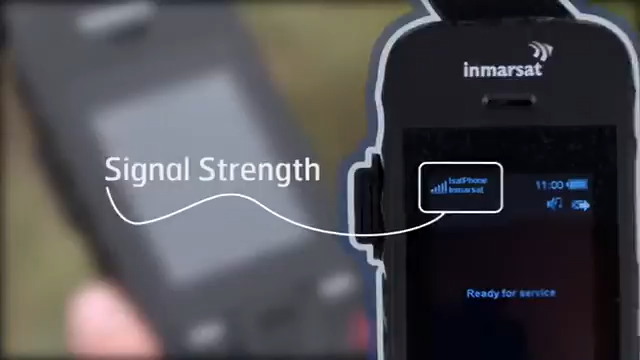 inmarsat
Signal Strength
IsatPhone
Inmarsat
11:00
Ready for service